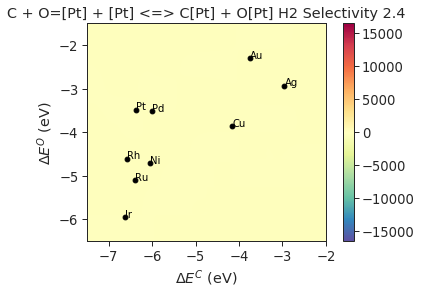 C + O=[Pt] + [Pt] <=> C[Pt] + O[Pt] H2 Selectivity 2.4
−2
−3
−4
−5
−6
ΔE^O (eV)
Au
Ag
Pt
Pd
Cu
Rh
Ni
Ru
Ir
−7
−6
−5
−4
−3
−2
ΔE^C (eV)
15000
10000
5000
0
−5000
−10000
−15000